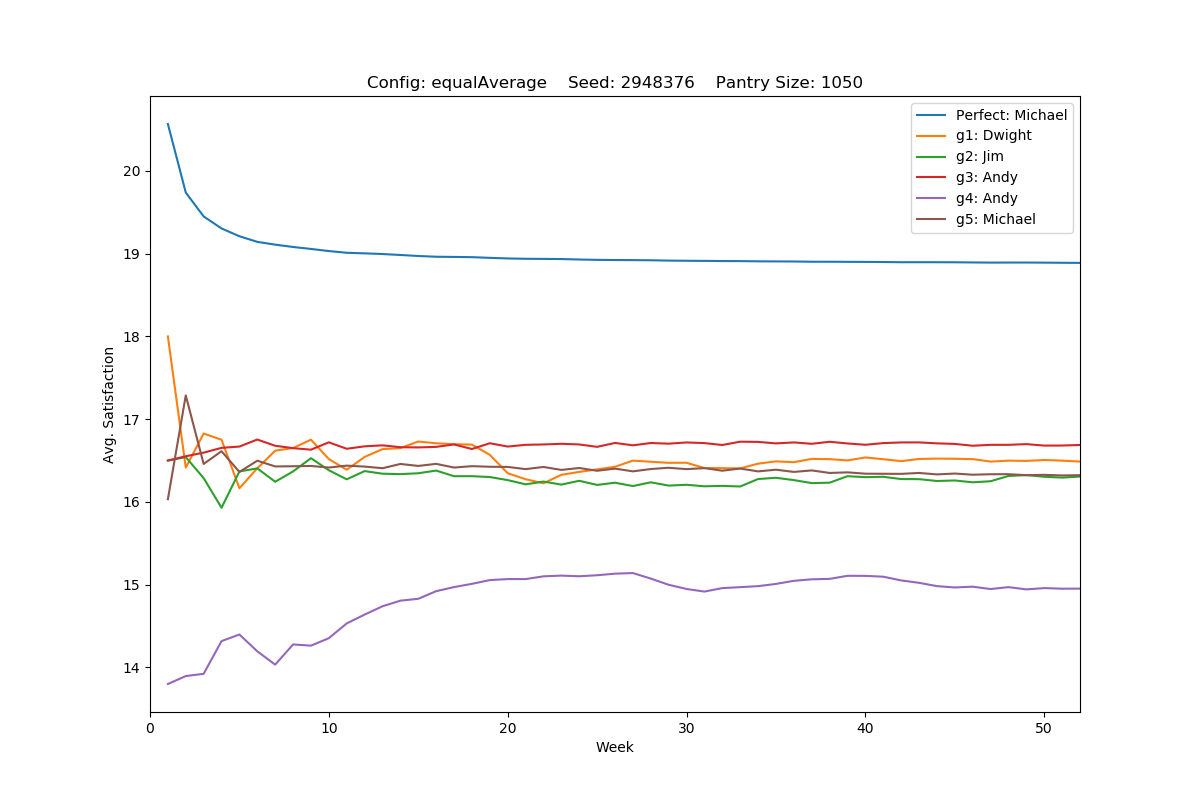 Config: equalAverage    Seed: 2948376    Pantry Size: 1050
Perfect: Michael
g1: Dwight
g2: Jim
g3: Andy
g4: Andy
g5: Michael
Avg. Satisfaction
20
19
18
17
16
15
14
0 10 20 30 40 50
Week